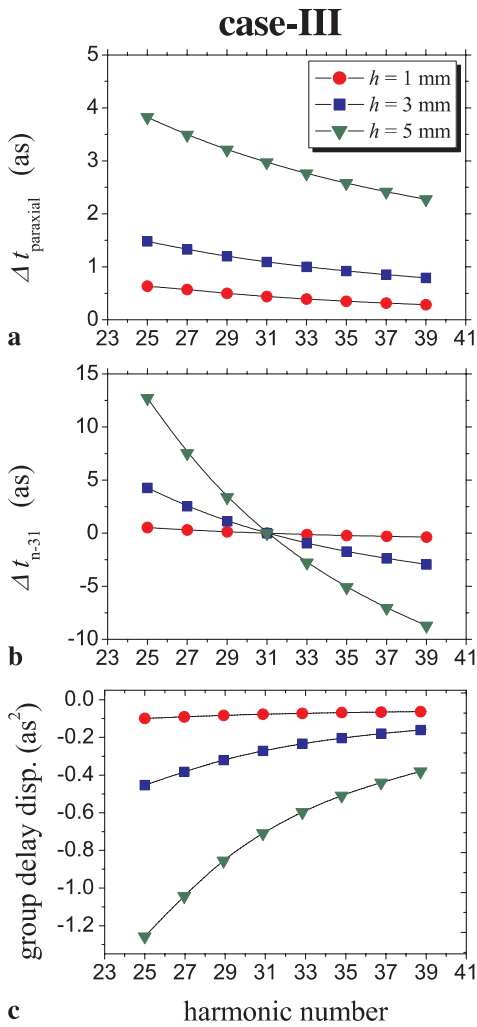 case-III
Δt paraxial (as)
5
4
3
2
1
0
h = 1 mm
h = 3 mm
h = 5 mm
23 25 27 29 31 33 35 37 39 41
a
Δt n-31 (as)
15
10
5
0
-5
-10
23 25 27 29 31 33 35 37 39 41
b
group delay disp. (as²)
0.0
-0.2
-0.4
-0.6
-0.8
-1.0
-1.2
23 25 27 29 31 33 35 37 39 41
c
harmonic number